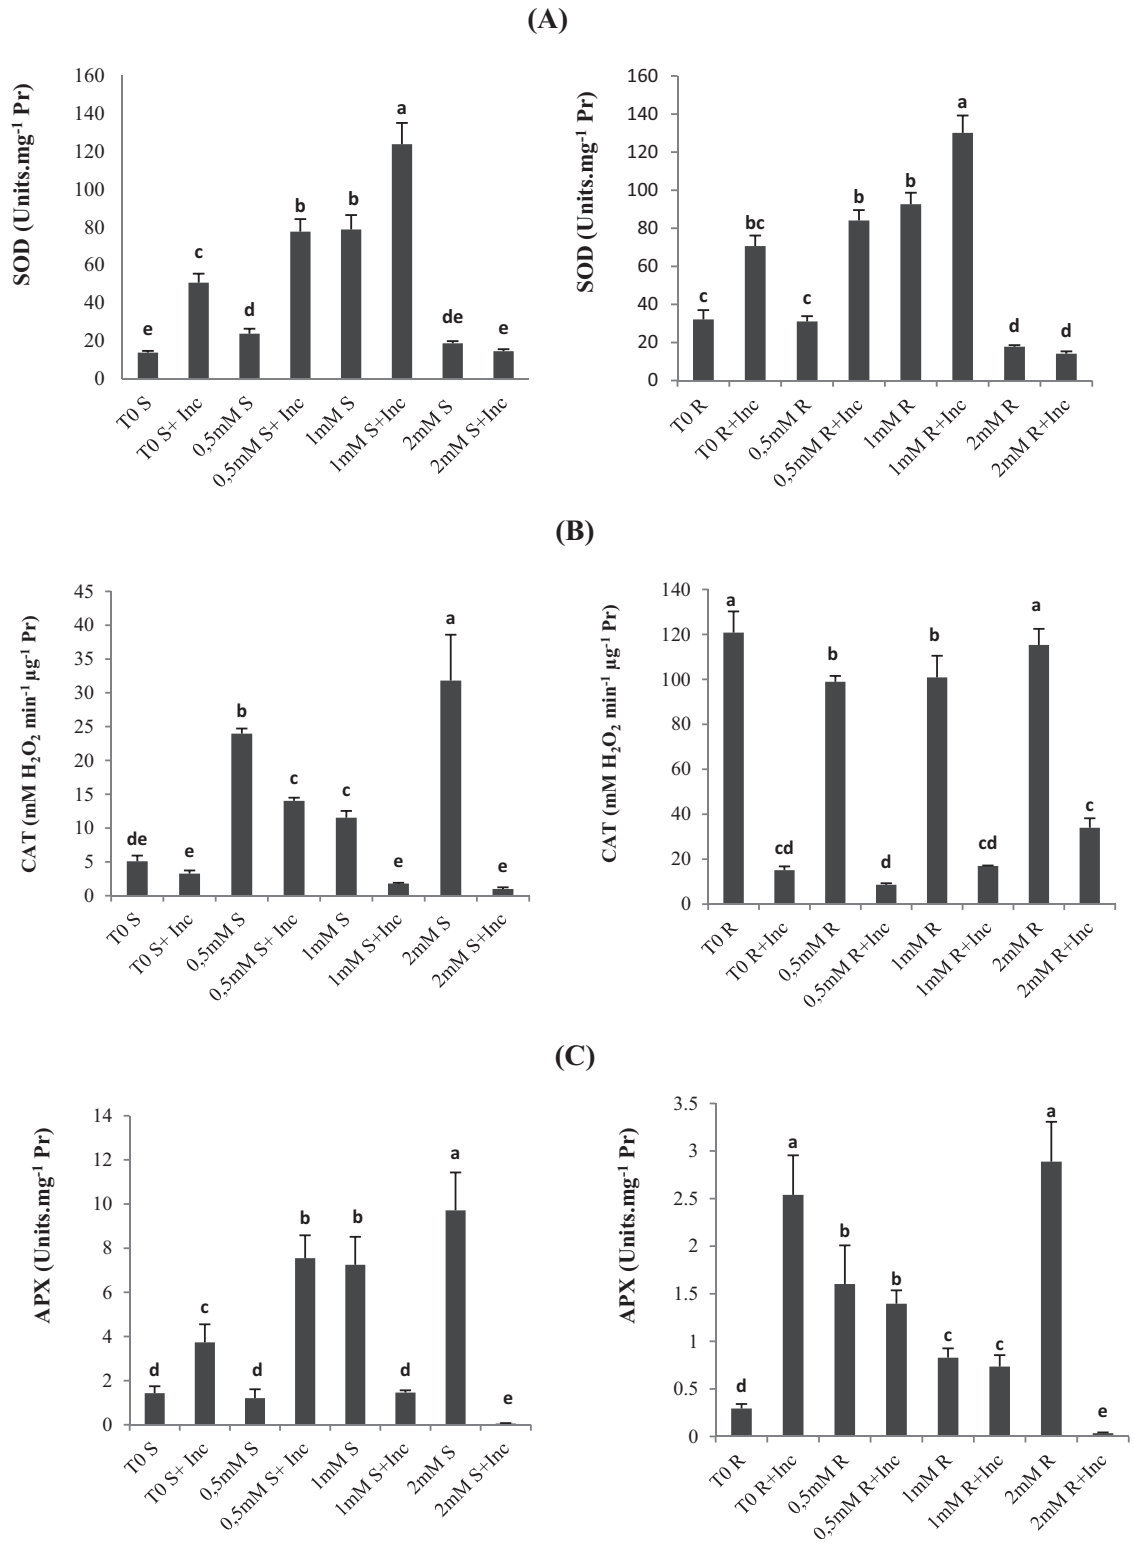 (A)
SOD (Units.mg⁻¹ Pr)
160
140
120
100
80
60
40
20
0
e
c
d
b
b
a
de
e
T0 S
T0 S+ Inc
0,5mM S
0,5mM S+ Inc
1mM S
1mM S+Inc
2mM S
2mM S+Inc
SOD (Units.mg⁻¹ Pr)
160
140
120
100
80
60
40
20
0
c
bc
c
b
b
a
d
d
T0 R
T0 R+Inc
0,5mM R
0,5mM R+Inc
1mM R
1mM R+Inc
2mM R
2mM R+Inc
(B)
CAT (mM H₂O₂ min⁻¹ µg⁻¹ Pr)
45
40
35
30
25
20
15
10
5
0
de
e
b
c
c
e
a
e
T0 S
T0 S+ Inc
0,5mM S
0,5mM S+ Inc
1mM S
1mM S+Inc
2mM S
2mM S+Inc
CAT (mM H₂O₂ min⁻¹ µg⁻¹ Pr)
140
120
100
80
60
40
20
0
a
cd
b
d
b
cd
a
c
T0 R
T0 R+Inc
0,5mM R
0,5mM R+Inc
1mM R
1mM R+Inc
2mM R
2mM R+Inc
(C)
APX (Units.mg⁻¹ Pr)
14
12
10
8
6
4
2
0
d
c
d
b
b
d
a
e
T0 S
T0 S+ Inc
0,5mM S
0,5mM S+ Inc
1mM S
1mM S+Inc
2mM S
2mM S+Inc
APX (Units.mg⁻¹ Pr)
3.5
3
2.5
2
1.5
1
0.5
0
d
a
b
b
c
c
a
e
T0 R
T0 R+Inc
0,5mM R
0,5mM R+Inc
1mM R
1mM R+Inc
2mM R
2mM R+Inc